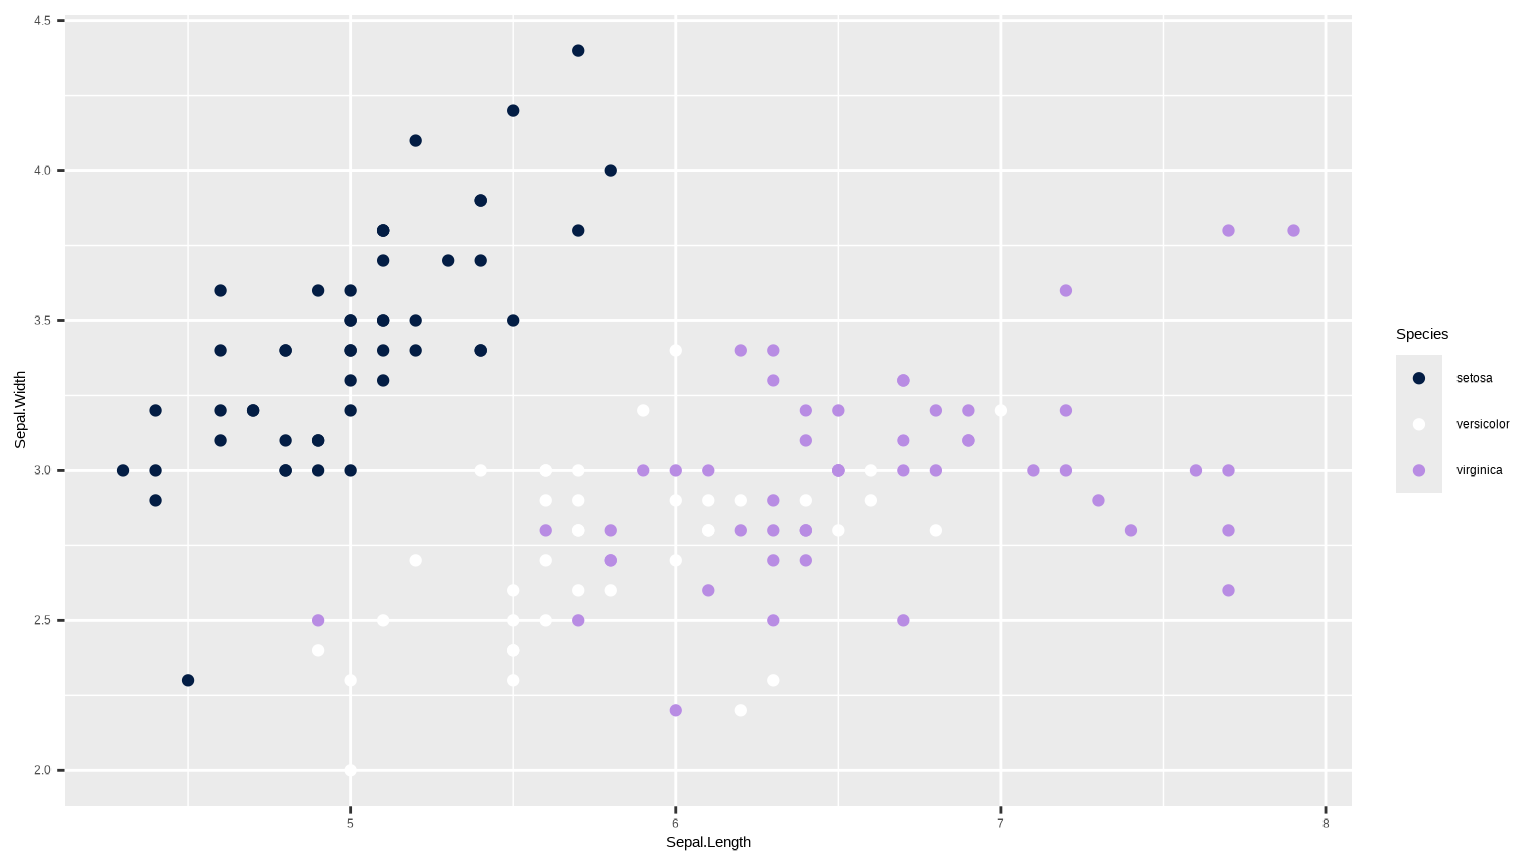 4.5
4.0
3.5
3.0
2.5
2.0
Sepal.Width
5 6 7 8
Sepal.Length
Species
setosa
versicolor
virginica